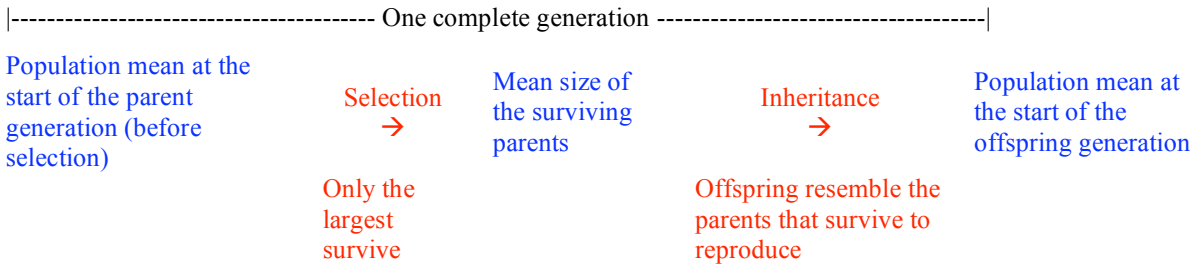 |----------------------------------------- One complete generation -------------------------------------|
Population mean at the
start of the parent
generation (before
selection)
Selection
→
Only the
largest
survive
Mean size of
the surviving
parents
Inheritance
→
Offspring resemble the
parents that survive to
reproduce
Population mean at
the start of the
offspring generation